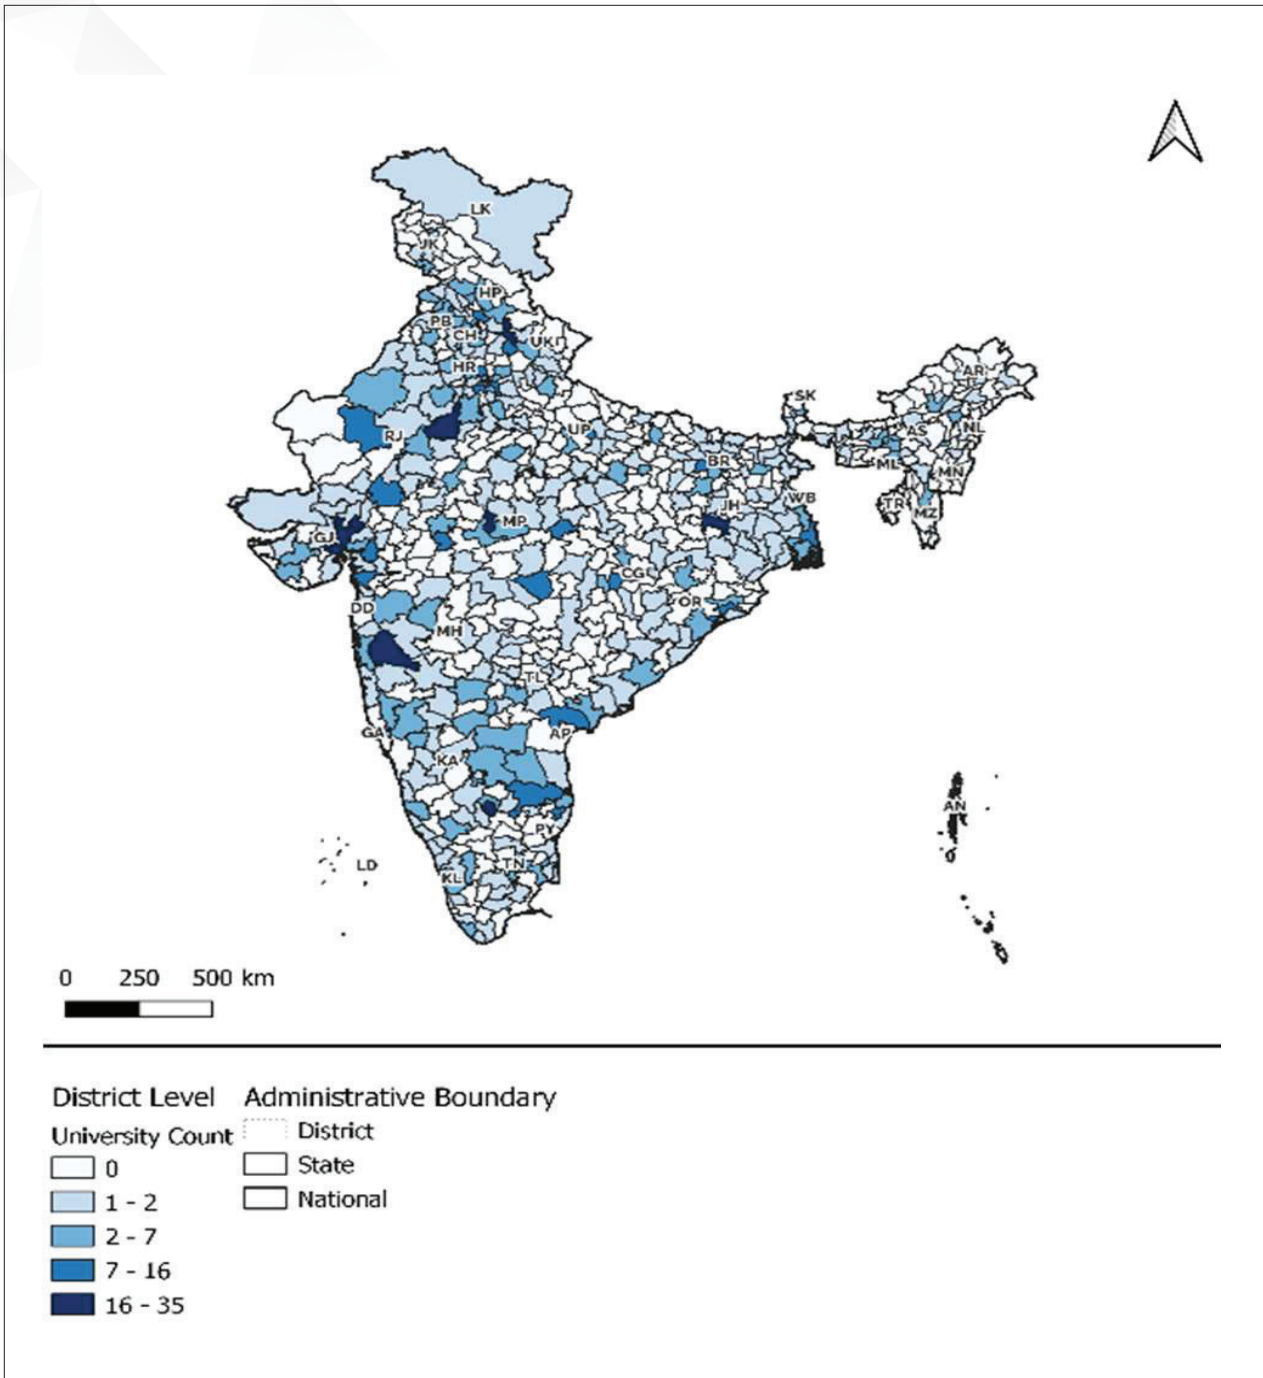 LK
JK
HP
PB
CH
UK
HR
AR
SK
RJ
UP
AS
NL
BR
ML
MN
WB
JH
TR
MZ
MP
GJ
CG
OR
DD
MH
TL
GA
AP
KA
AN
PY
LD
TN
KL
0 250 500 km
District Level Administrative Boundary
University Count District
0 State
1 - 2 National
2 - 7
7 - 16
16 - 35